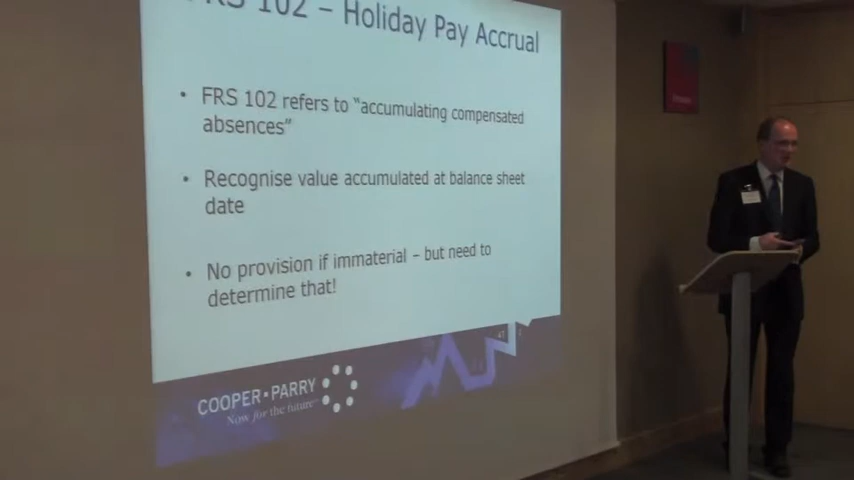 FRS 102 – Holiday Pay Accrual
• FRS 102 refers to “accumulating compensated
absences”
• Recognise value accumulated at balance sheet
date
• No provision if immaterial – but need to
determine that!
COOPER▪PARRY
Now for the future